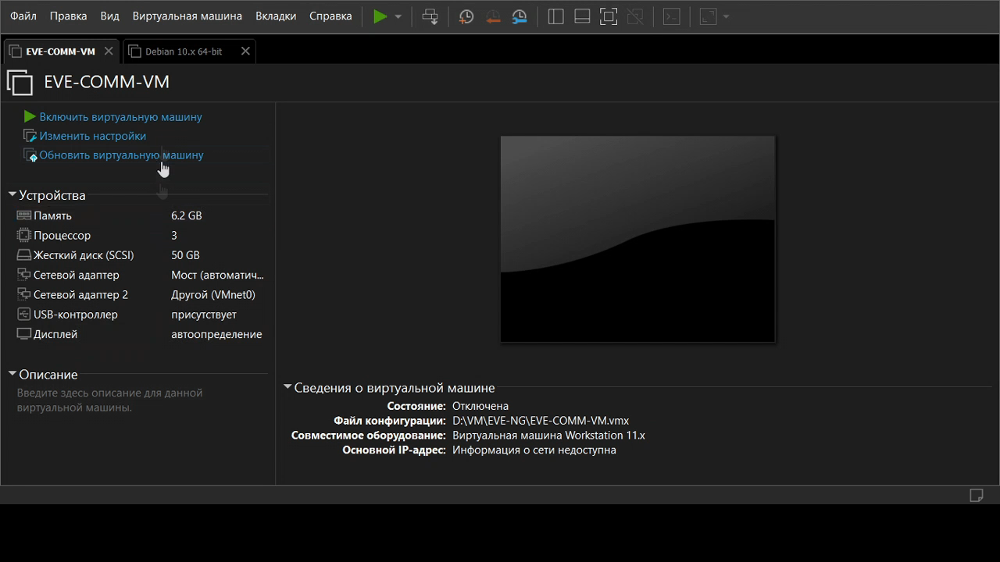 Файл Правка Вид Виртуальная машина Вкладки Справка
EVE-COMM-VM Debian 10.x 64-bit
EVE-COMM-VM
Включить виртуальную машину
Изменить настройки
Обновить виртуальную машину
Устройства
Память 6.2 GB
Процессор 3
Жесткий диск (SCSI) 50 GB
Сетевой адаптер Мост (автоматич...
Сетевой адаптер 2 Другой (VMnet0)
USB-контроллер присутствует
Дисплей автоопределение
Описание
Введите здесь описание для данной
виртуальной машины.
Сведения о виртуальной машине
Состояние: Отключена
Файл конфигурации: D:\VM\EVE-NG\EVE-COMM-VM.vmx
Совместимое оборудование: Виртуальная машина Workstation 11.x
Основной IP-адрес: Информация о сети недоступна